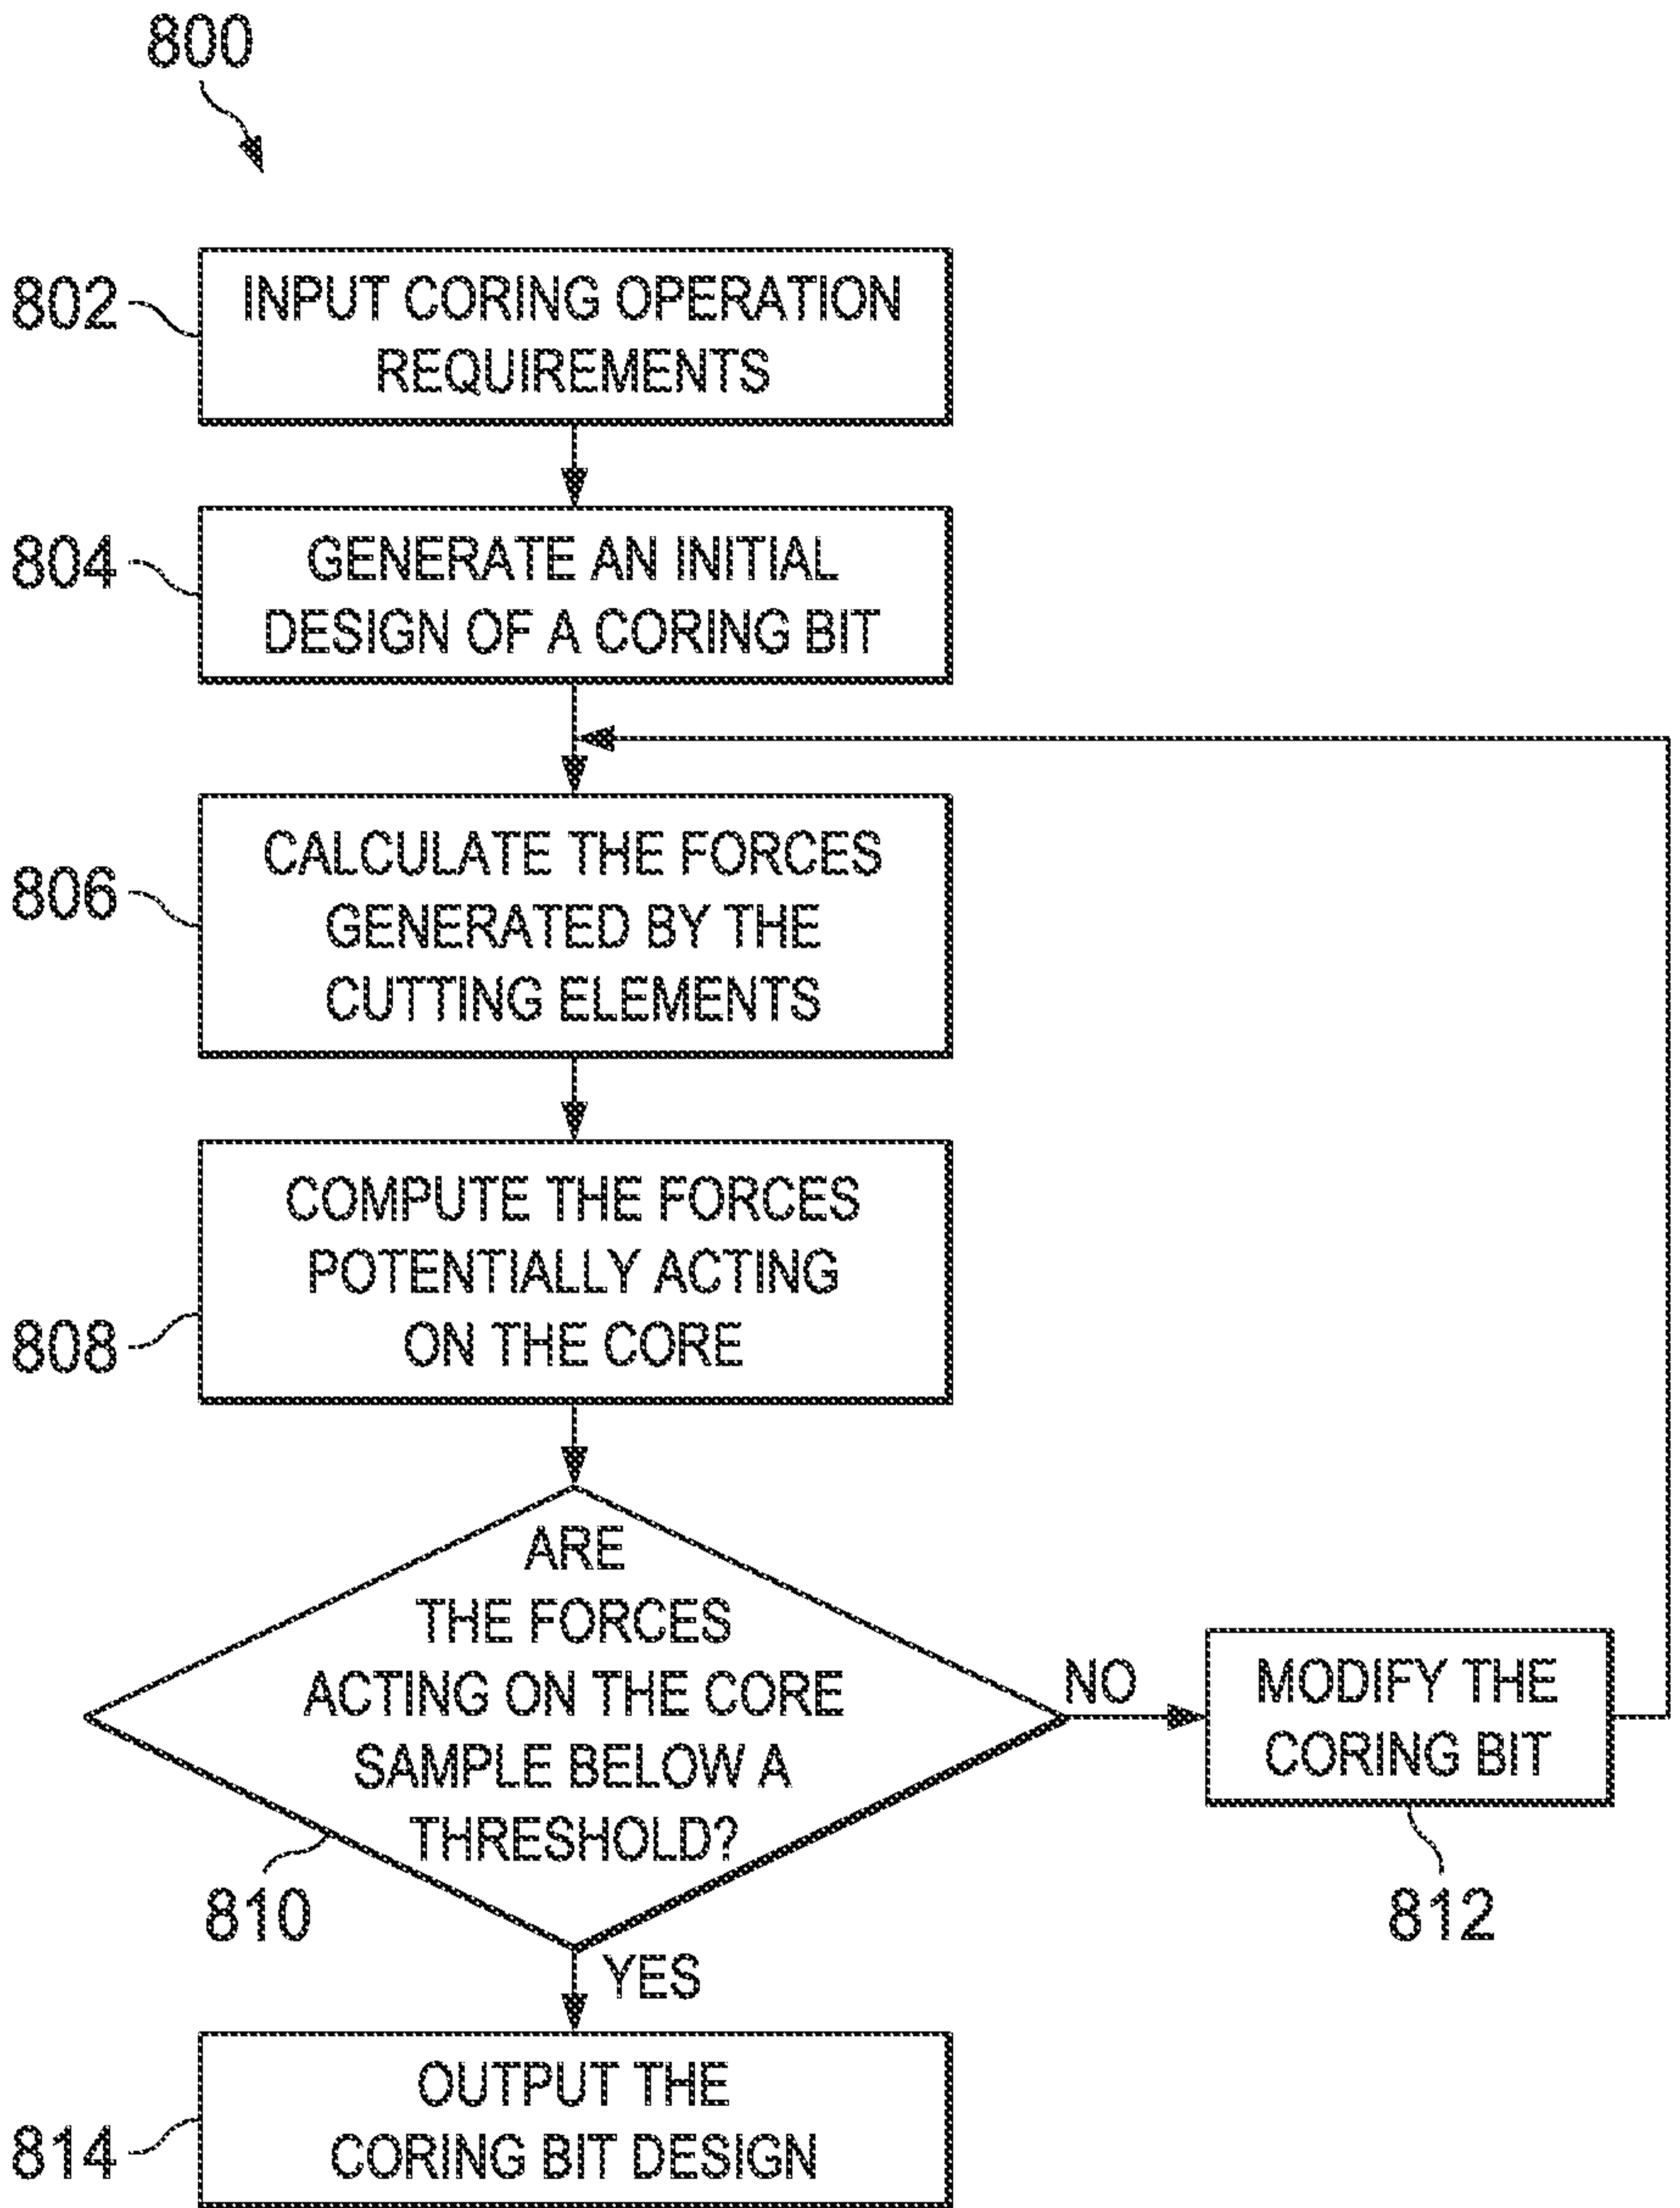 800
802
INPUT CORING OPERATION
REQUIREMENTS
804
GENERATE AN INITIAL
DESIGN OF A CORING BIT
806
CALCULATE THE FORCES
GENERATED BY THE
CUTTING ELEMENTS
808
COMPUTE THE FORCES
POTENTIALLY ACTING
ON THE CORE
ARE
THE FORCES
ACTING ON THE CORE
SAMPLE BELOW A
THRESHOLD?
810
NO
MODIFY THE
CORING BIT
812
YES
814
OUTPUT THE
CORING BIT DESIGN